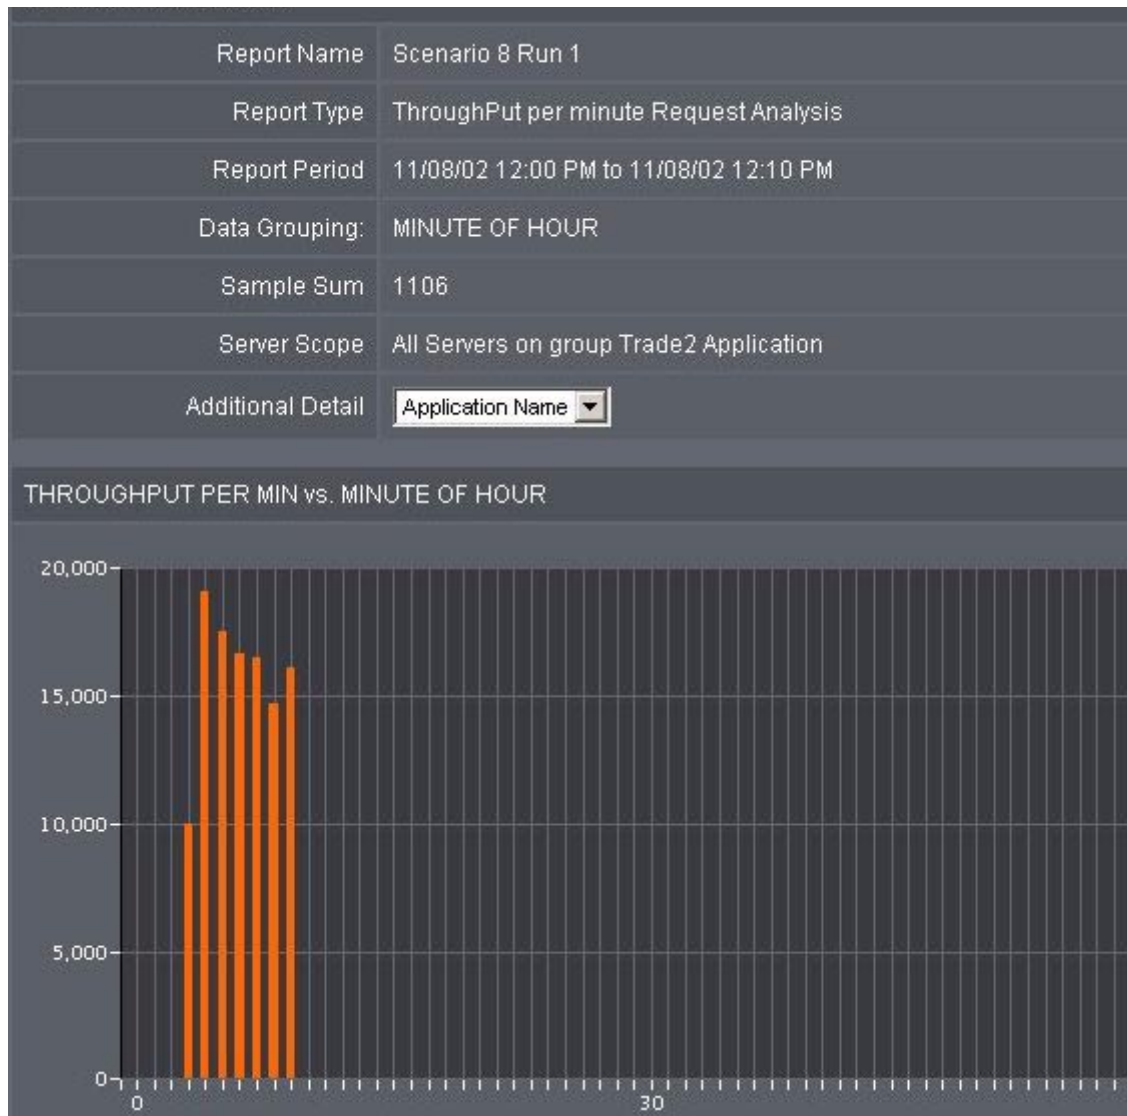 Report Name Scenario 8 Run 1
Report Type ThroughPut per minute Request Analysis
Report Period 11/08/02 12:00 PM to 11/08/02 12:10 PM
Data Grouping: MINUTE OF HOUR
Sample Sum 1106
Server Scope All Servers on group Trade2 Application
Additional Detail Application Name
THROUGHPUT PER MIN vs. MINUTE OF HOUR
20,000
15,000
10,000
5,000
0
0 30